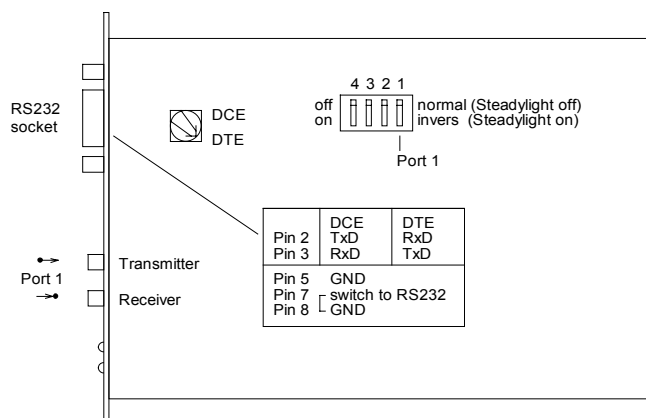 4 3 2 1
off normal (Steadylight off)
on invers (Steadylight on)
Port 1
RS232
socket
DCE
DTE
DCE DTE
Pin 2 TxD RxD
Pin 3 RxD TxD
Pin 5 GND
Pin 7 switch to RS232
Pin 8 GND
Transmitter
Port 1
Receiver